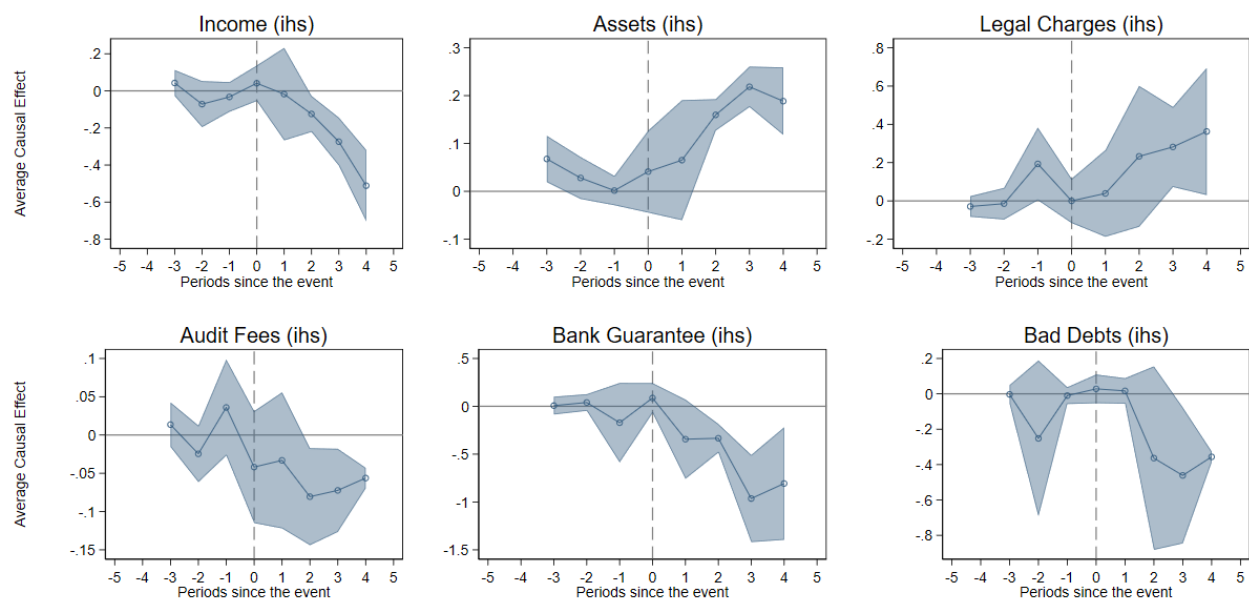 Income (ihs)
Average Causal Effect
.2
0
-.2
-.4
-.6
-.8
-5 -4 -3 -2 -1 0 1 2 3 4 5
Periods since the event
Assets (ihs)
.3
.2
.1
0
-.1
-5 -4 -3 -2 -1 0 1 2 3 4 5
Periods since the event
Legal Charges (ihs)
.8
.6
.4
.2
0
-.2
-5 -4 -3 -2 -1 0 1 2 3 4 5
Periods since the event
Audit Fees (ihs)
Average Causal Effect
.1
.05
0
-.05
-.1
-.15
-5 -4 -3 -2 -1 0 1 2 3 4 5
Periods since the event
Bank Guarantee (ihs)
.5
0
-.5
-1
-1.5
-5 -4 -3 -2 -1 0 1 2 3 4 5
Periods since the event
Bad Debts (ihs)
.2
0
-.2
-.4
-.6
-.8
-5 -4 -3 -2 -1 0 1 2 3 4 5
Periods since the event